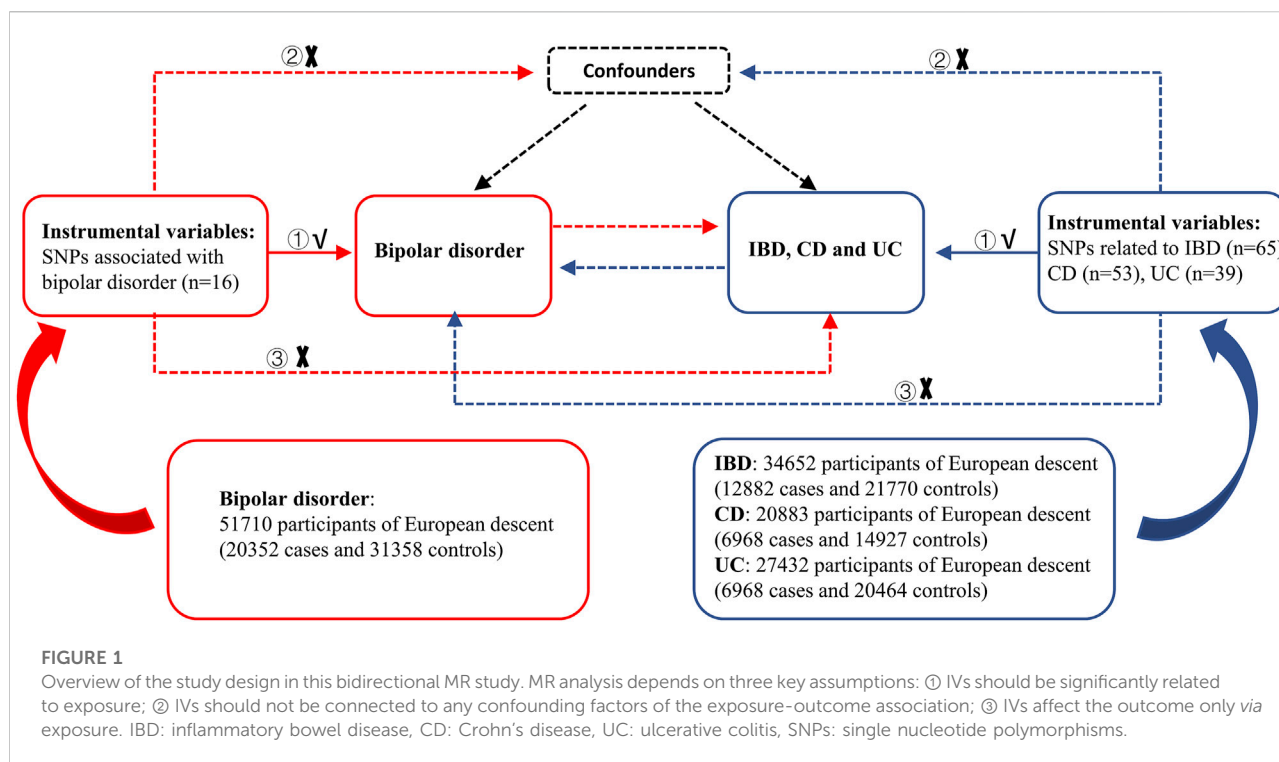 ② X
Confounders
② X
Instrumental variables:
SNPs associated with
bipolar disorder (n=16)
① √
Bipolar disorder
IBD, CD and UC
① √
Instrumental variables:
SNPs related to IBD (n=65)
CD (n=53), UC (n=39)
③ X
③ X
Bipolar disorder:
51710 participants of European descent
(20352 cases and 31358 controls)
IBD: 34652 participants of European descent
(12882 cases and 21770 controls)
CD: 20883 participants of European descent
(6968 cases and 14927 controls)
UC: 27432 participants of European descent
(6968 cases and 20464 controls)
FIGURE 1
Overview of the study design in this bidirectional MR study. MR analysis depends on three key assumptions: ① IVs should be significantly related
to exposure; ② IVs should not be connected to any confounding factors of the exposure-outcome association; ③ IVs affect the outcome only via
exposure. IBD: inflammatory bowel disease, CD: Crohn's disease, UC: ulcerative colitis, SNPs: single nucleotide polymorphisms.